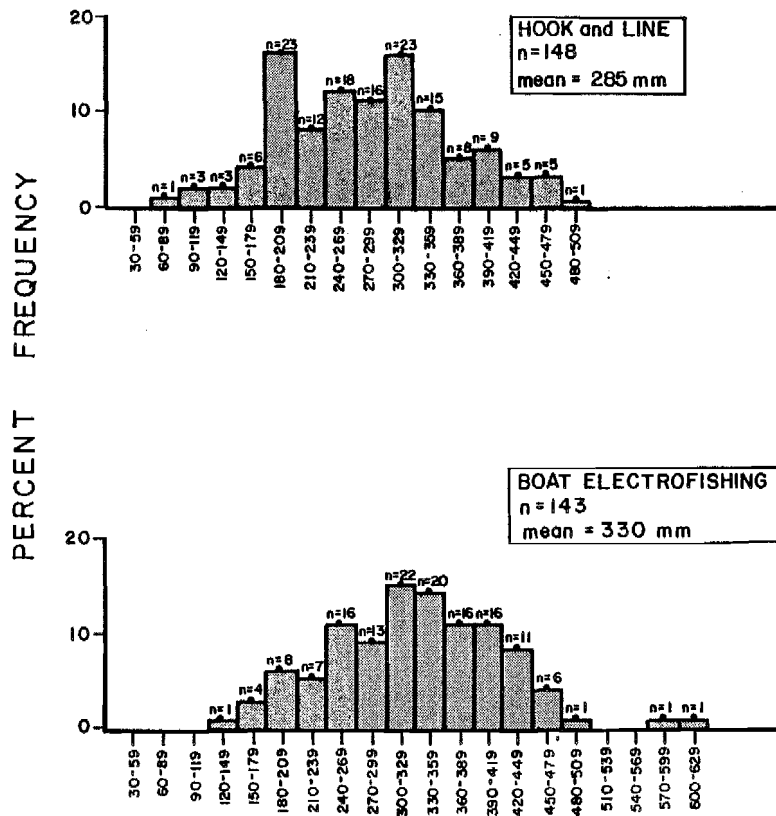 PERCENT FREQUENCY
HOOK and LINE
n=148
mean = 285 mm
20
10
0
n=1
n=3
n=3
n=6
n=23
n=12
n=18
n=16
n=23
n=15
n=8
n=9
n=5
n=5
n=1
30-59
60-89
90-119
120-149
150-179
180-209
210-239
240-269
270-299
300-329
330-359
360-389
390-419
420-449
450-479
480-509
BOAT ELECTROFISHING
n=143
mean = 330 mm
20
10
0
n=1
n=4
n=8
n=7
n=16
n=13
n=22
n=20
n=16
n=16
n=11
n=6
n=1
n=1
n=1
30-59
60-89
90-119
120-149
150-179
180-209
210-239
240-269
270-299
300-329
330-359
360-389
390-419
420-449
450-479
480-509
510-539
540-569
570-599
600-629